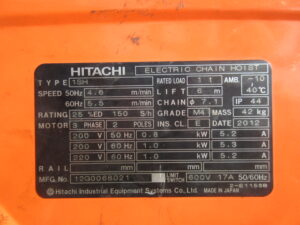 HITACHI ELECTRIC CHAIN HOIST
TYPE 1SH RATED LOAD 1 t AMB. -10
SPEED 50Hz 4.6 m/min LIFT 6 m 40℃
60Hz 5.5 m/min CHAIN φ 7.1 IP 44
RATING 25 %ED 150 S/h GRADE M4 MASS 42 kg
MOTOR 3 PHASE 2 POLES INS. CL. E DATE 2012
200 V 50 Hz 0.8 kW 5.2 A
200 V 60 Hz 1.0 kW 5.3 A
220 V 60 Hz 1.0 kW 5.2 A
RAIL mm mm
MFG. No. LIMIT SWITCH 600V 17A 50/60Hz
Hitachi Industrial Equipment Systems Co., Ltd. MADE IN JAPAN